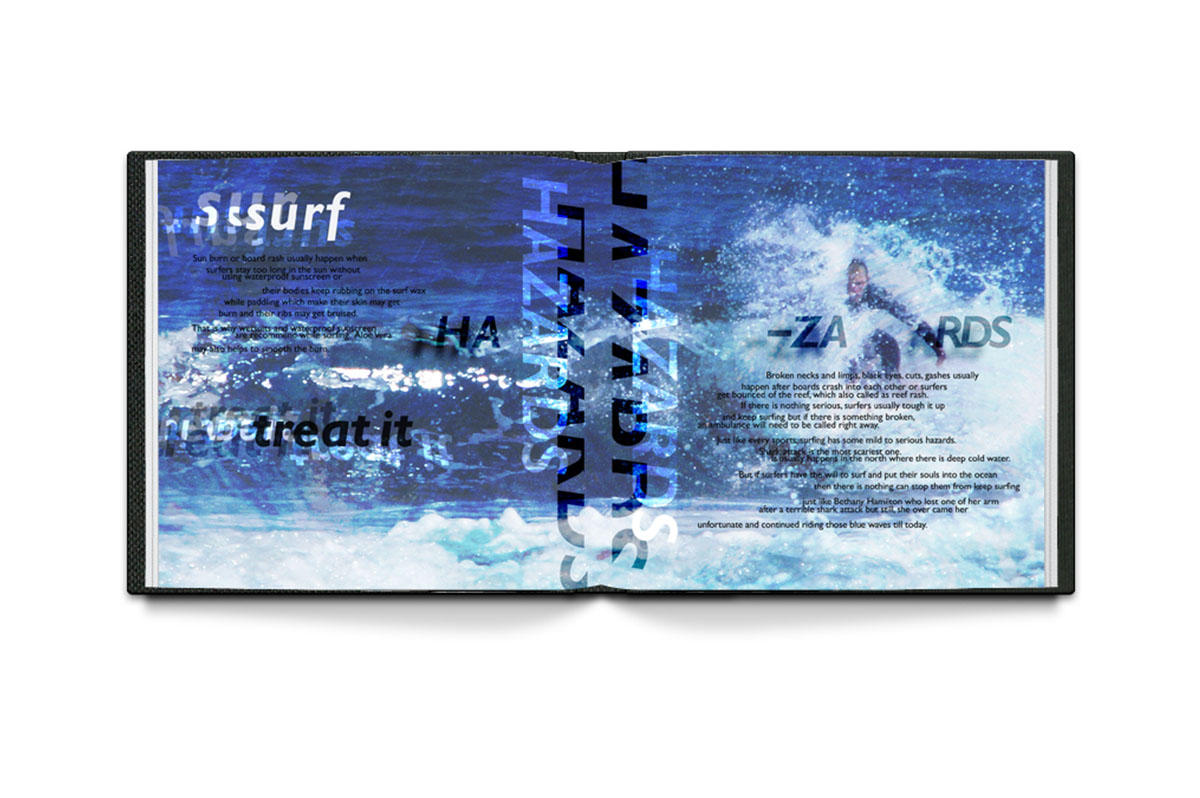 surf
Sun burn or board rash usually happen when
surfers stay too long in the sun without
using waterproof sunscreen or
their bodies keep rubbing on the surf wax
while paddling which make their skin may get
burn and their ribs may get bruised.
That is why wetsuits and waterproof sunscreen
are recommend while surfing. Aloe vera
may also helps to smooth the burn.
treat it
treat it
HA
HAZARDS
HAZARDS
HAZARDS
HAZARDS
-ZA RDS
Broken necks and limps, black eyes, cuts, gashes usually
happen after boards crash into each other or surfers
get bounced of the reef, which also called as reef rash.
If there is nothing serious, surfers usually tough it up
and keep surfing but if there is something broken,
an ambulance will need to be called right away.
Just like every sports, surfing has some mild to serious hazards.
Shark attack is the most scariest one.
Is usually happens in the north where there is deep cold water.
But if surfers have the will to surf and put their souls into the ocean
then there is nothing can stop them from keep surfing
just like Bethany Hamilton who lost one of her arm
after a terrible shark attack but still, she over came her
unfortunate and continued riding those blue waves till today.